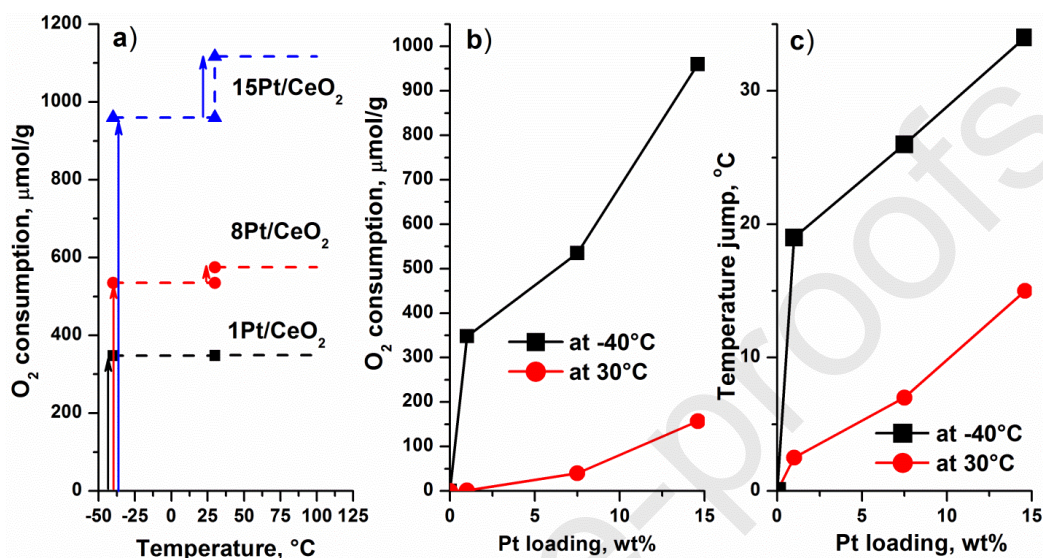 a)
1200
1000
800
600
400
200
0
O2 consumption, μmol/g
15Pt/CeO2
8Pt/CeO2
1Pt/CeO2
-50 -25 0 25 50 75 100 125
Temperature, °C
b)
1000
900
800
700
600
500
400
300
200
100
0
O2 consumption, μmol/g
at -40°C
at 30°C
0 5 10 15
Pt loading, wt%
c)
30
20
10
0
Temperature jump, °C
at -40°C
at 30°C
0 5 10 15
Pt loading, wt%
e-proofs